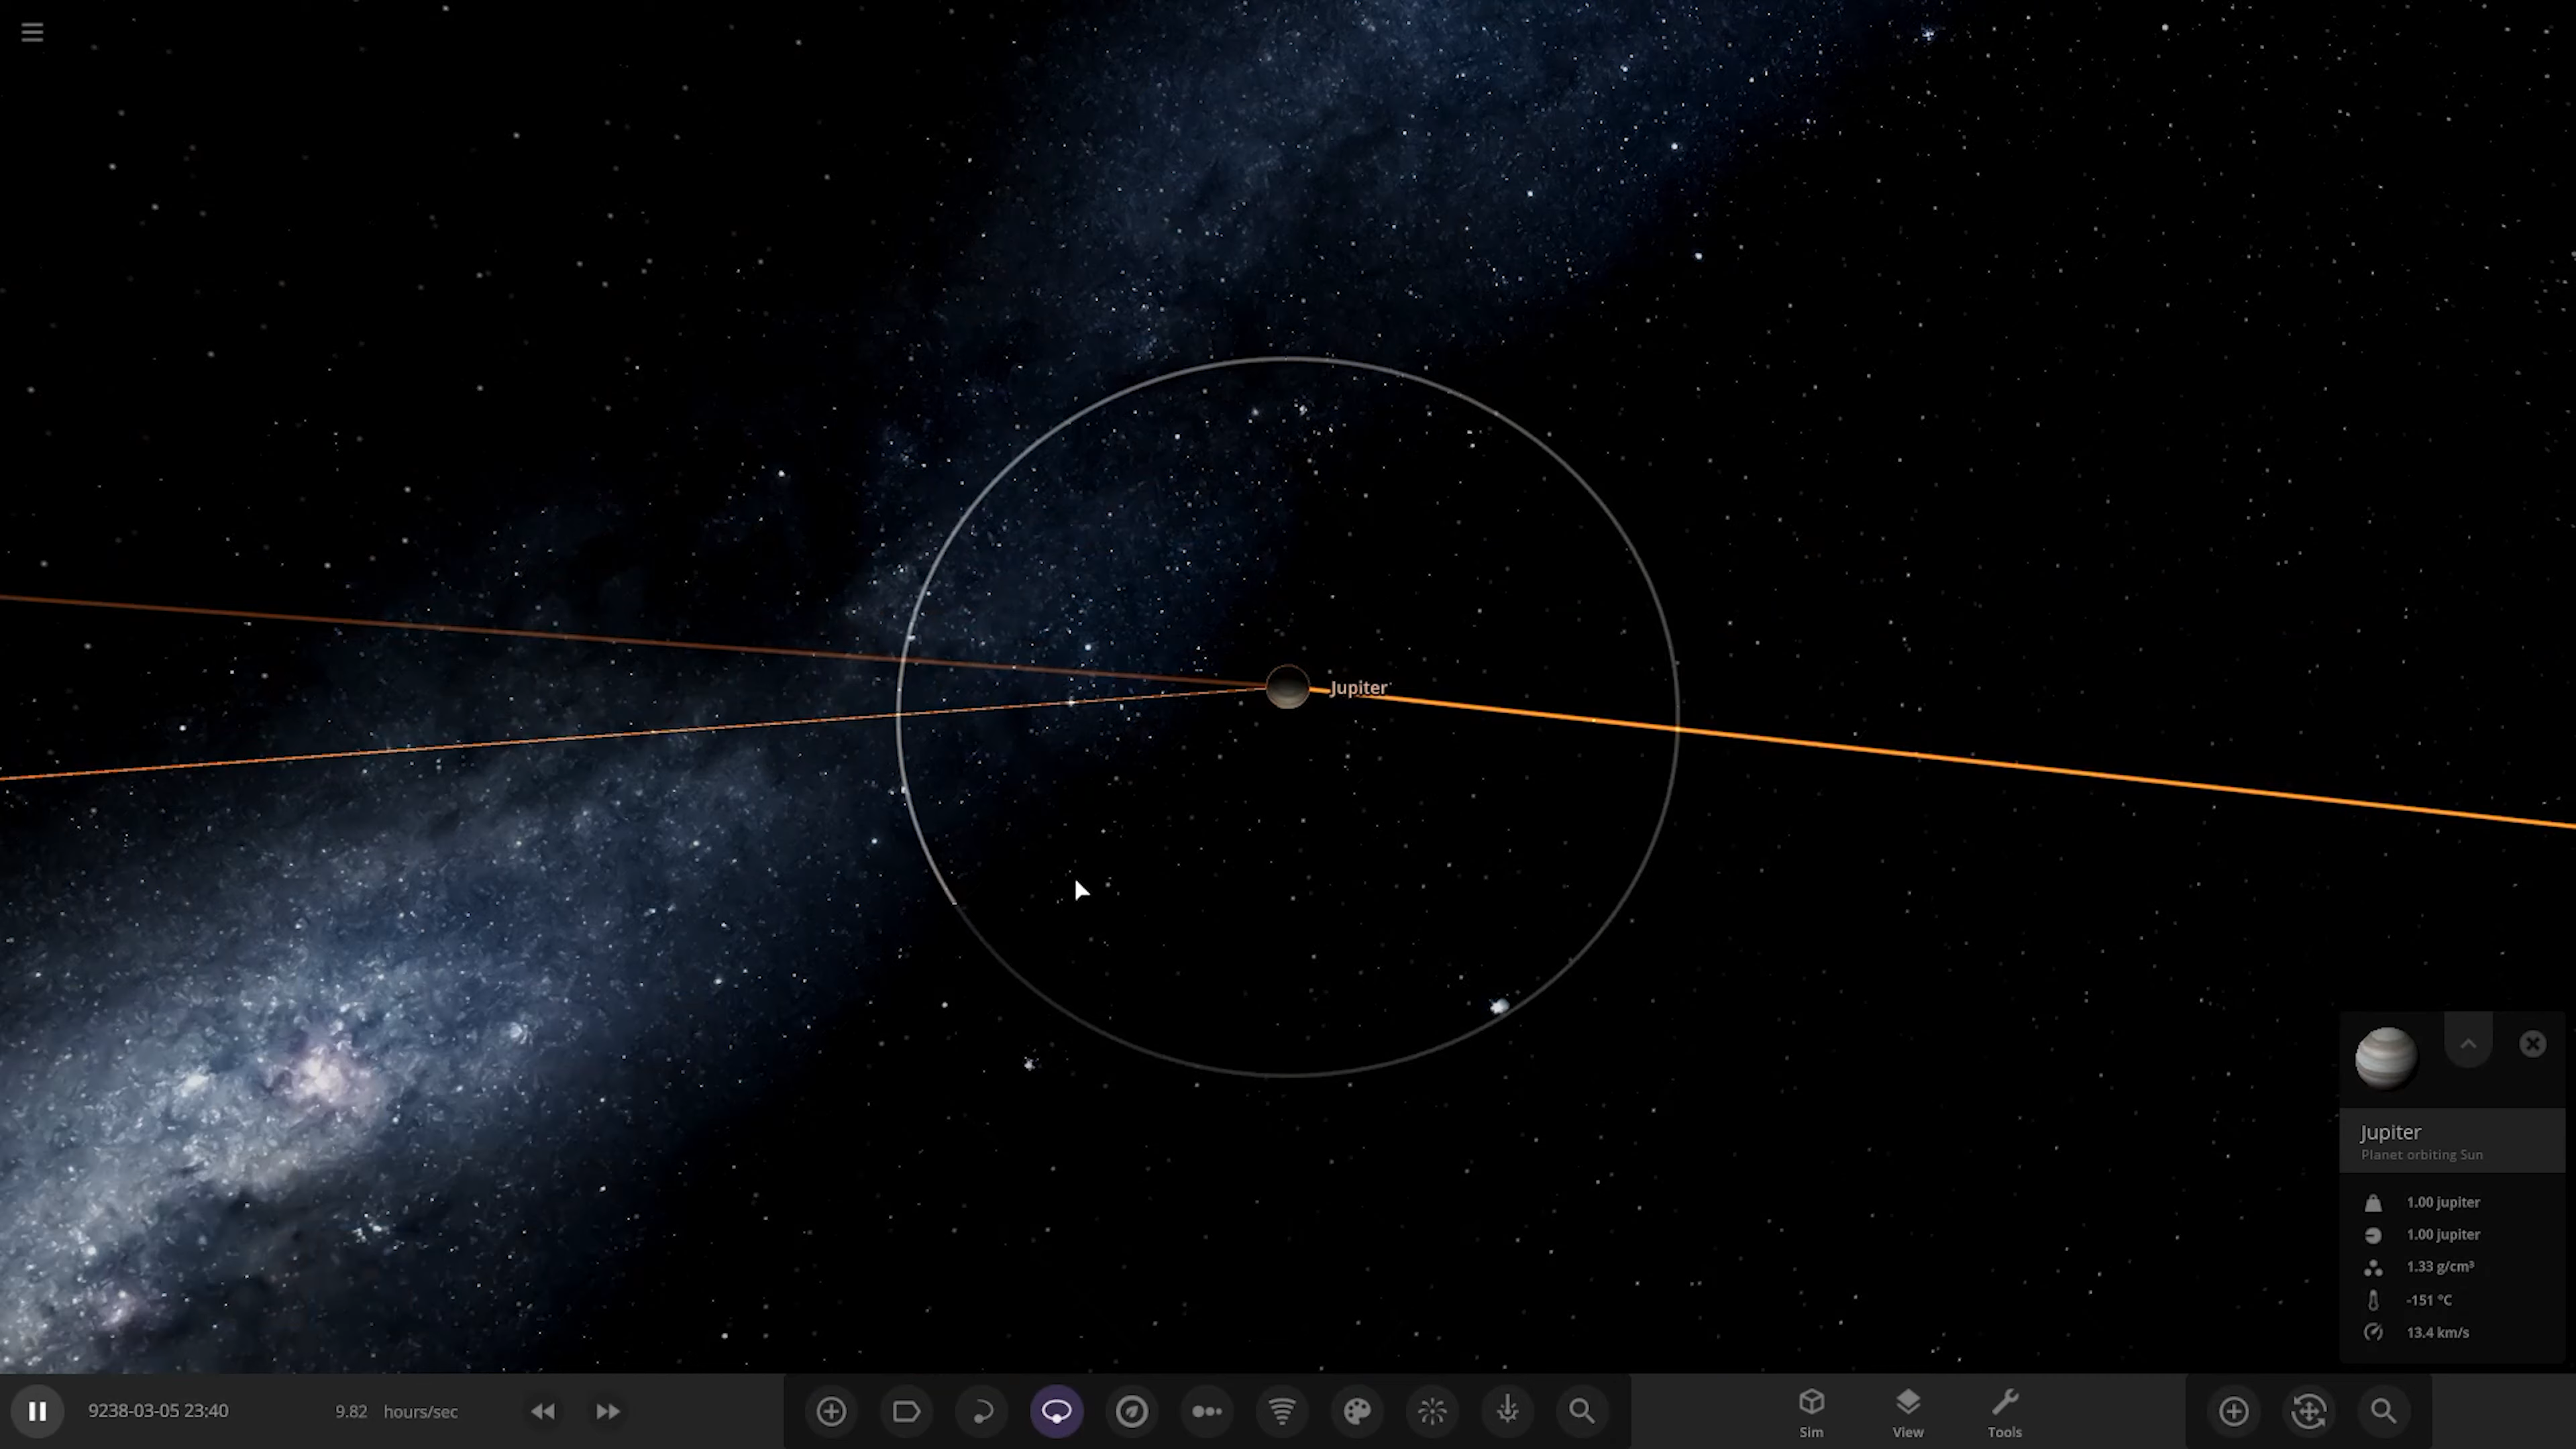 Jupiter
Jupiter
Planet orbiting Sun
1.00 jupiter
1.00 jupiter
1.33 g/cm³
-151 °C
13.4 km/s
9238-03-05 23:40
9.82 hours/sec
Sim
View
Tools